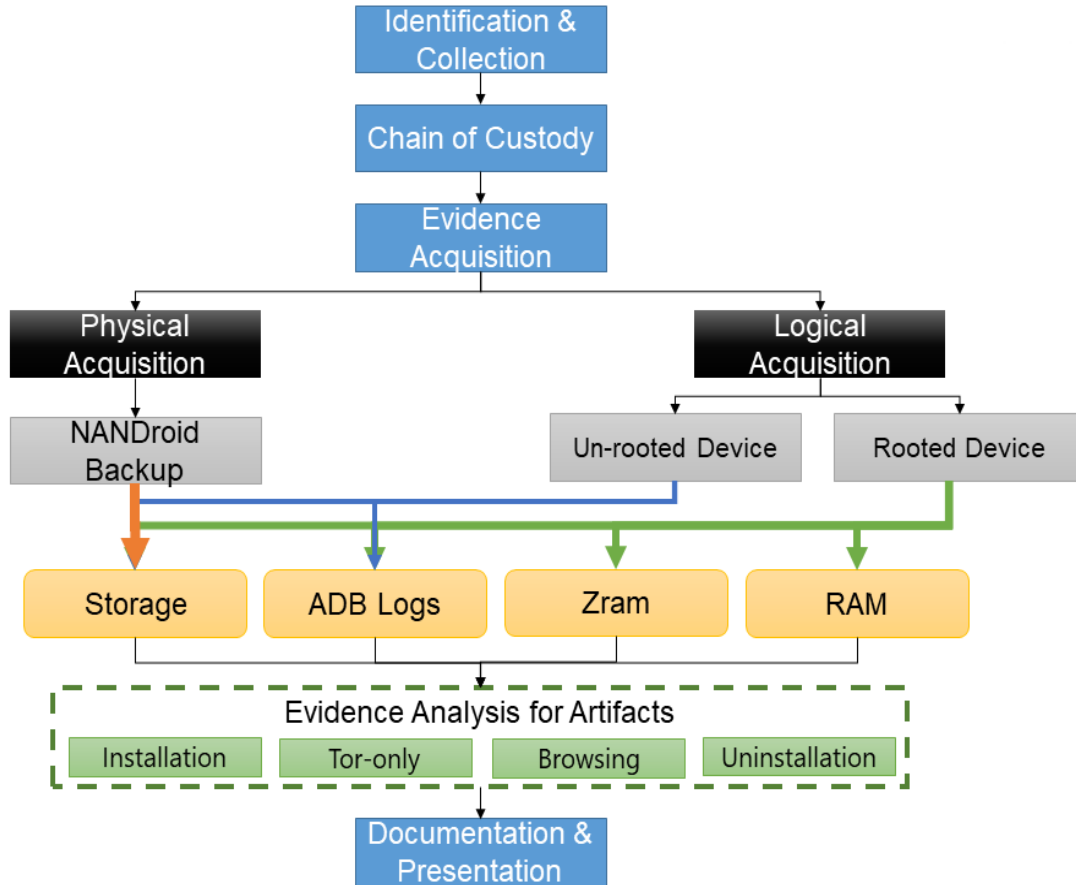 Identification &
Collection
Chain of Custody
Evidence
Acquisition
Physical
Acquisition
Logical
Acquisition
NANDroid
Backup
Un-rooted Device
Rooted Device
Storage
ADB Logs
Zram
RAM
Evidence Analysis for Artifacts
Installation
Tor-only
Browsing
Uninstallation
Documentation &
Presentation